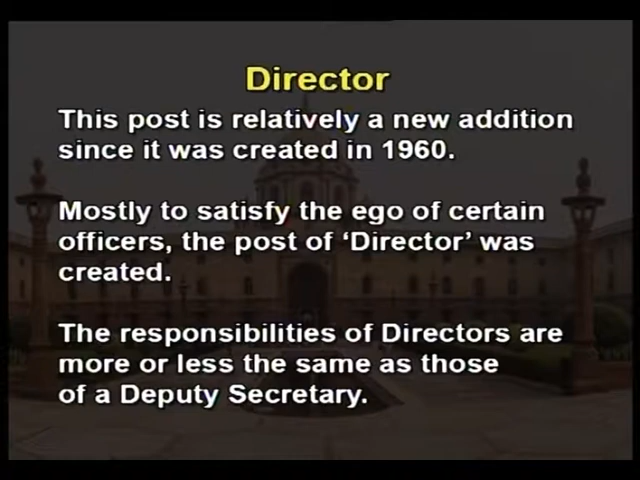 Director
This post is relatively a new addition
since it was created in 1960.
Mostly to satisfy the ego of certain
officers, the post of ‘Director’ was
created.
The responsibilities of Directors are
more or less the same as those
of a Deputy Secretary.